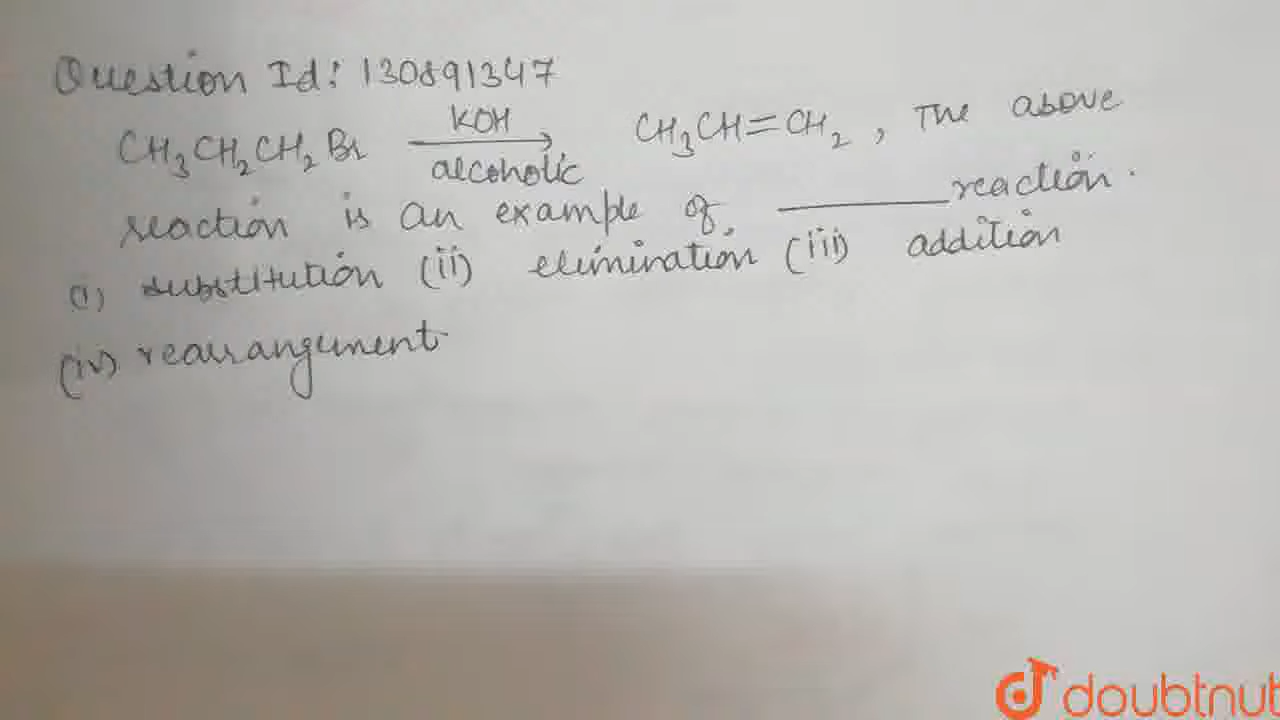 Question Id: 130891347
CH₃CH₂CH₂Br —KOH/alcoholic→ CH₃CH=CH₂, The above
reaction is an example of ________ reaction.
(i) substitution (ii) elimination (iii) addition
(iv) rearrangement
doubtnut